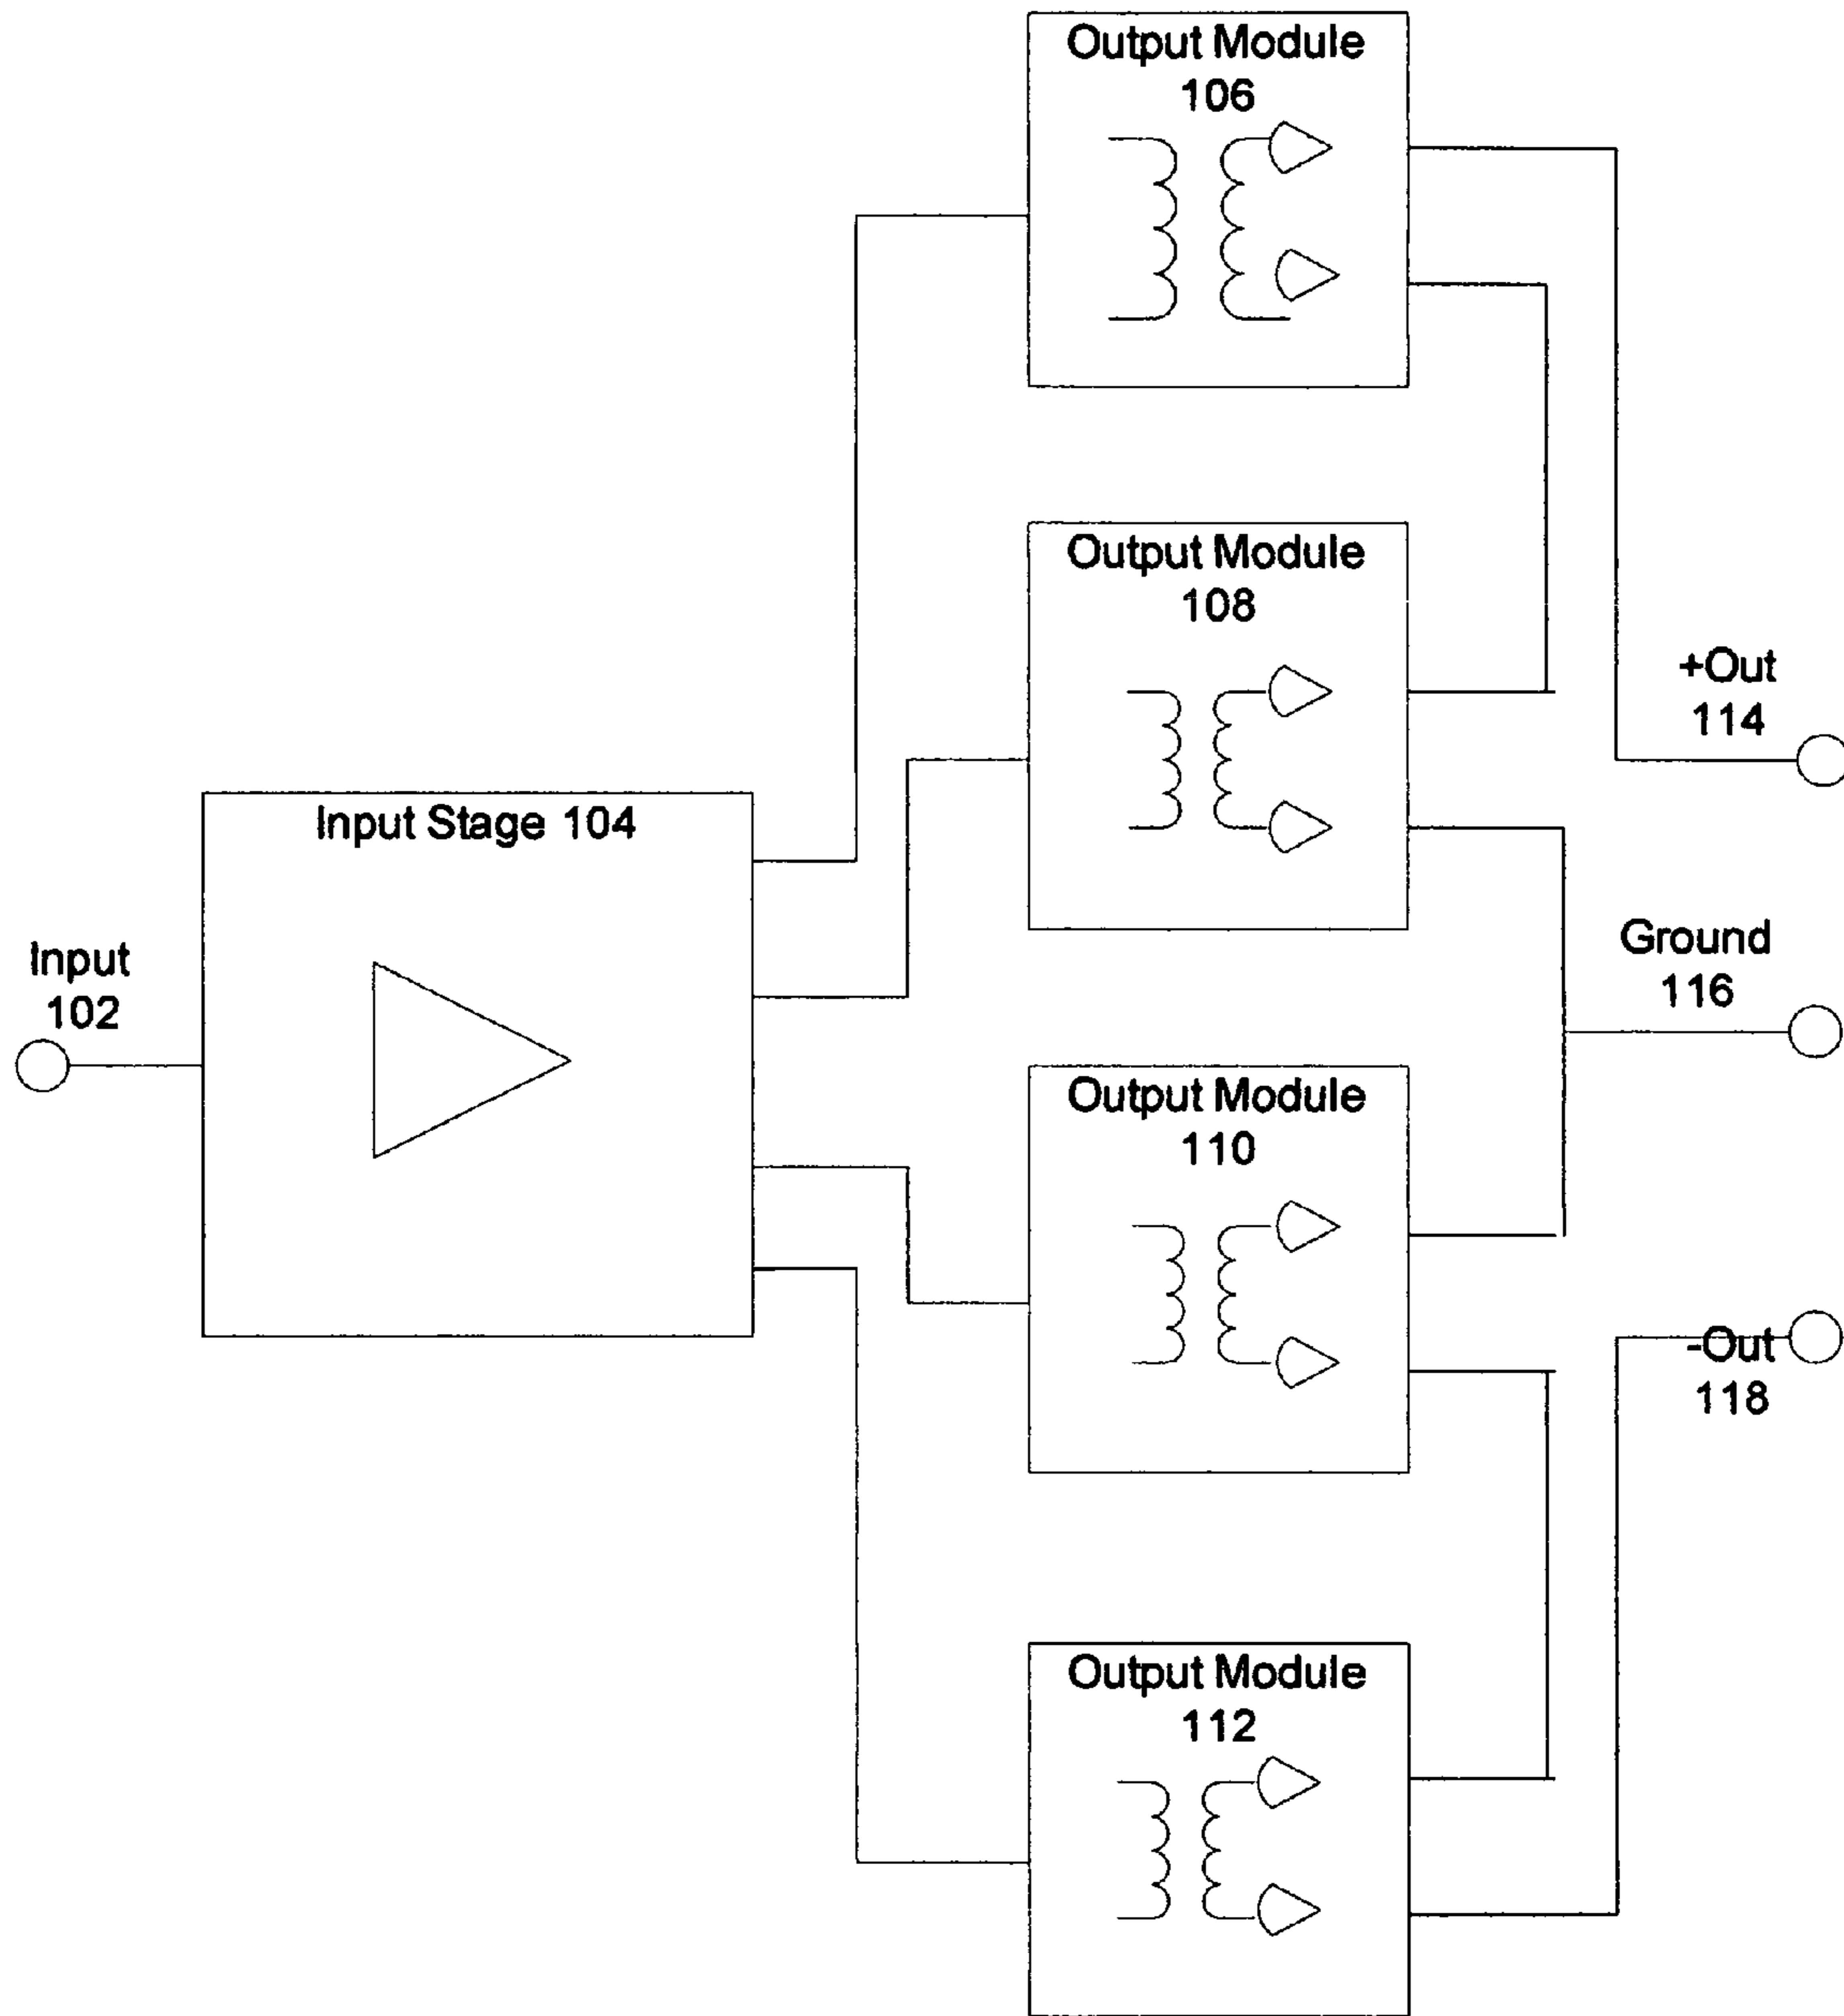 Output Module
106
Output Module
108
+Out
114
Input Stage 104
Input
102
Ground
116
Output Module
110
-Out
118
Output Module
112